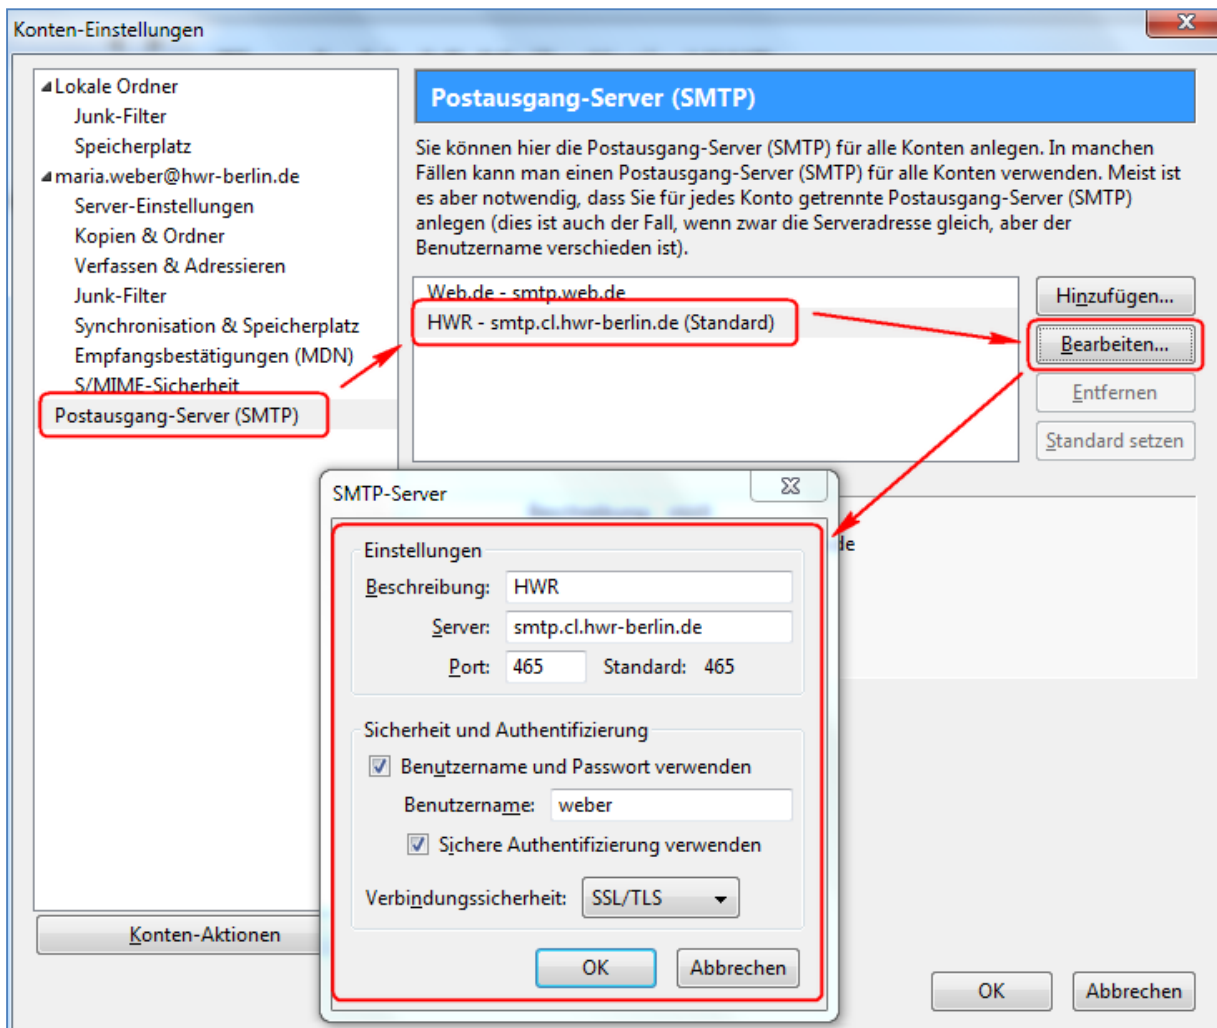 Konten-Einstellungen
Lokale Ordner
Junk-Filter
Speicherplatz
maria.weber@hwr-berlin.de
Server-Einstellungen
Kopien & Ordner
Verfassen & Adressieren
Junk-Filter
Synchronisation & Speicherplatz
Empfangsbestätigungen (MDN)
S/MIME-Sicherheit
Postausgang-Server (SMTP)
Konten-Aktionen
Postausgang-Server (SMTP)
Sie können hier die Postausgang-Server (SMTP) für alle Konten anlegen. In manchen
Fällen kann man einen Postausgang-Server (SMTP) für alle Konten verwenden. Meist ist
es aber notwendig, dass Sie für jedes Konto getrennte Postausgang-Server (SMTP)
anlegen (dies ist auch der Fall, wenn zwar die Serveradresse gleich, aber der
Benutzername verschieden ist).
Web.de - smtp.web.de
HWR - smtp.cl.hwr-berlin.de (Standard)
Hinzufügen...
Bearbeiten...
Entfernen
Standard setzen
de
SMTP-Server
Einstellungen
Beschreibung: HWR
Server: smtp.cl.hwr-berlin.de
Port: 465 Standard: 465
Sicherheit und Authentifizierung
Benutzername und Passwort verwenden
Benutzername: weber
Sichere Authentifizierung verwenden
Verbindungssicherheit: SSL/TLS
OK Abbrechen
OK Abbrechen